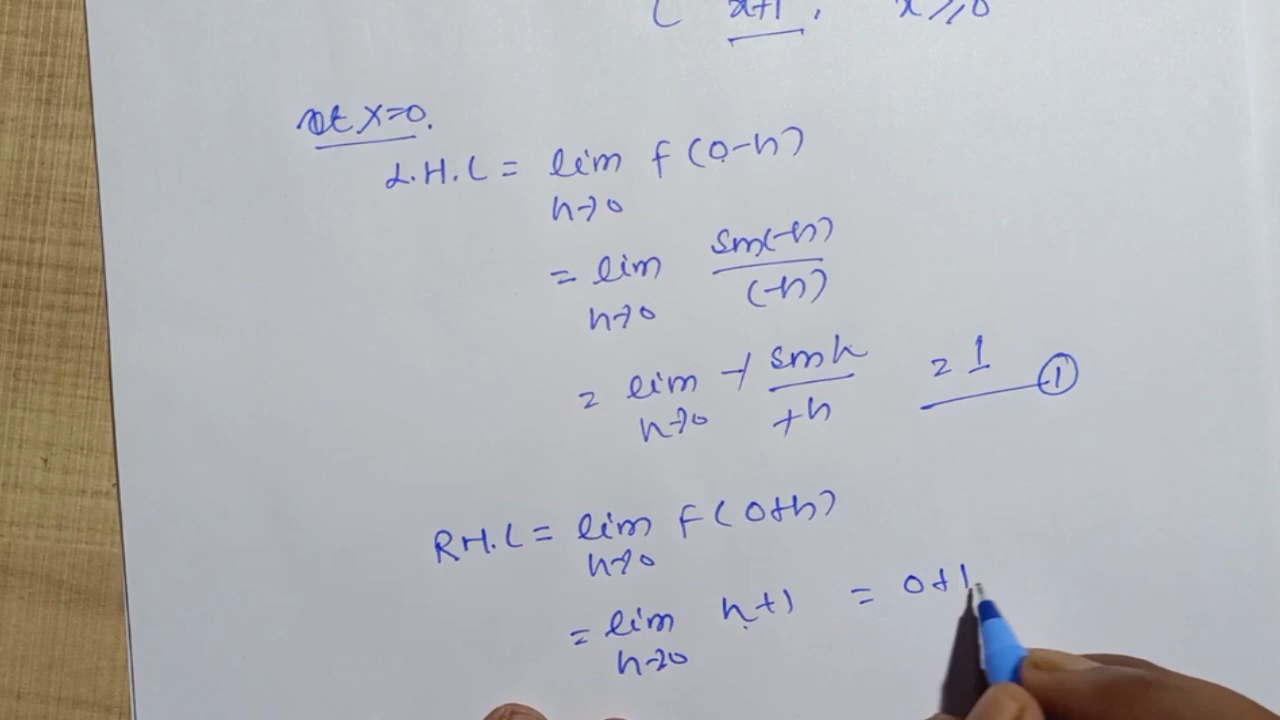 ( x+1, x≥0
at x=0.
L.H.L = lim f(0-h)
h→0
= lim sin(-h)
h→0 (-h)
= lim + sinh = 1 ①
h→0 +h
R.H.L = lim f(0+h)
h→0
= lim h+1 = 0+1
h→0